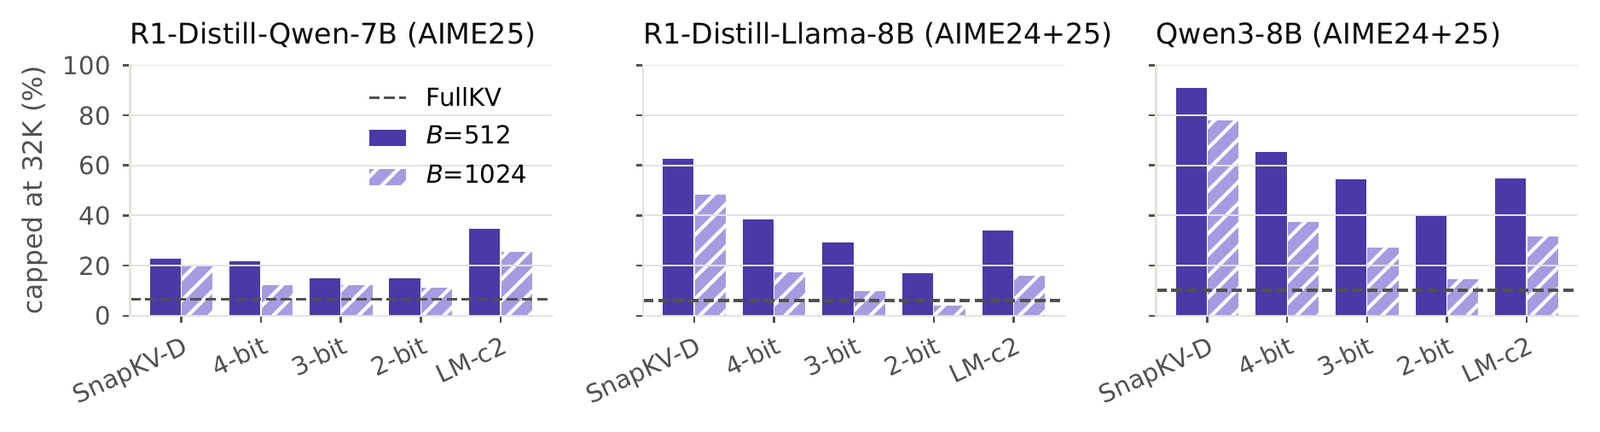 R1-Distill-Qwen-7B (AIME25)
R1-Distill-Llama-8B (AIME24+25)
Qwen3-8B (AIME24+25)
capped at 32K (%)
100
80
60
40
20
0
FullKV
B=512
B=1024
SnapKV-D
4-bit
3-bit
2-bit
LM-c2
SnapKV-D
4-bit
3-bit
2-bit
LM-c2
SnapKV-D
4-bit
3-bit
2-bit
LM-c2